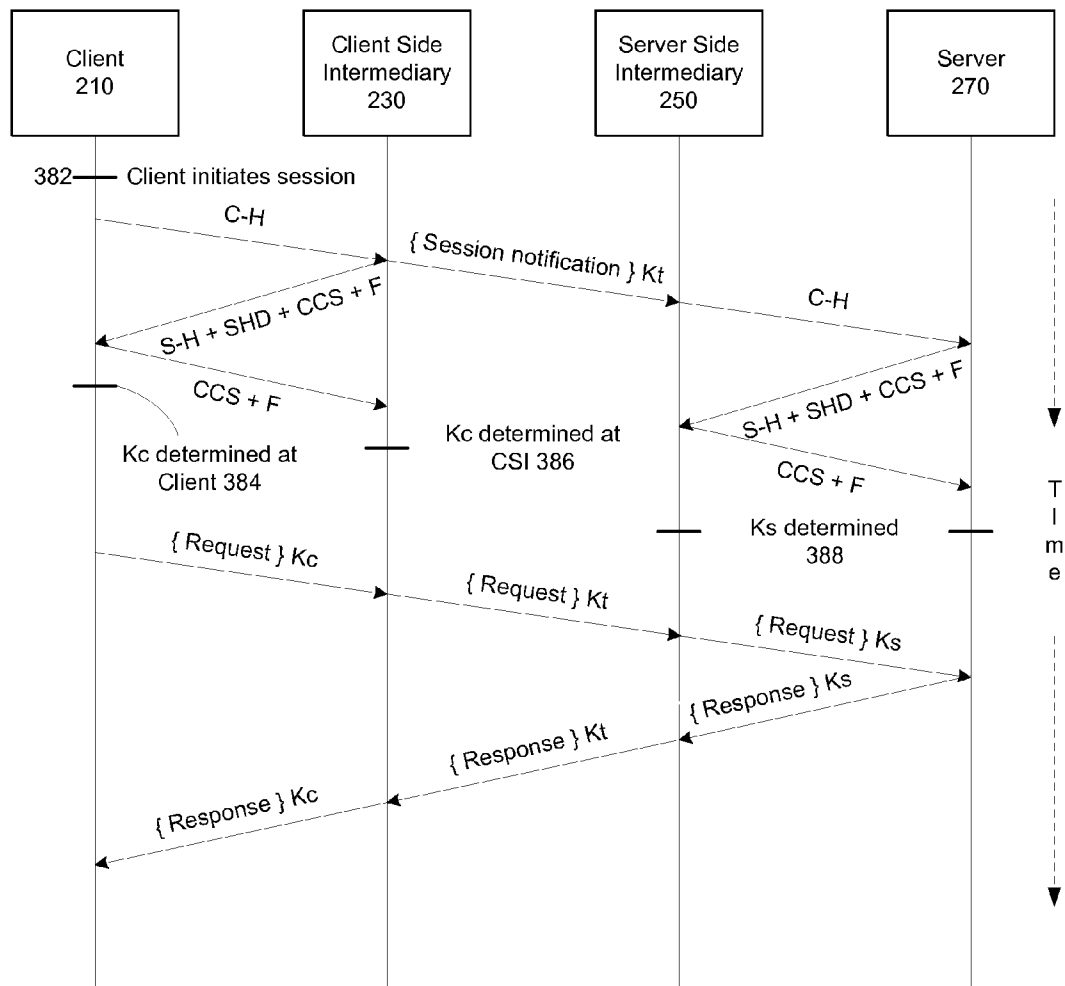 Client
210
Client Side
Intermediary
230
Server Side
Intermediary
250
Server
270
382
Client initiates session
C-H
{ Session notification } Kt
C-H
S-H + SHD + CCS + F
CCS + F
S-H + SHD + CCS + F
Kc determined at
Client 384
Kc determined at
CSI 386
CCS + F
Ks determined
388
T
I
m
e
{ Request } Kc
{ Request } Kt
{ Request } Ks
{ Response } Ks
{ Response } Kt
{ Response } Kc